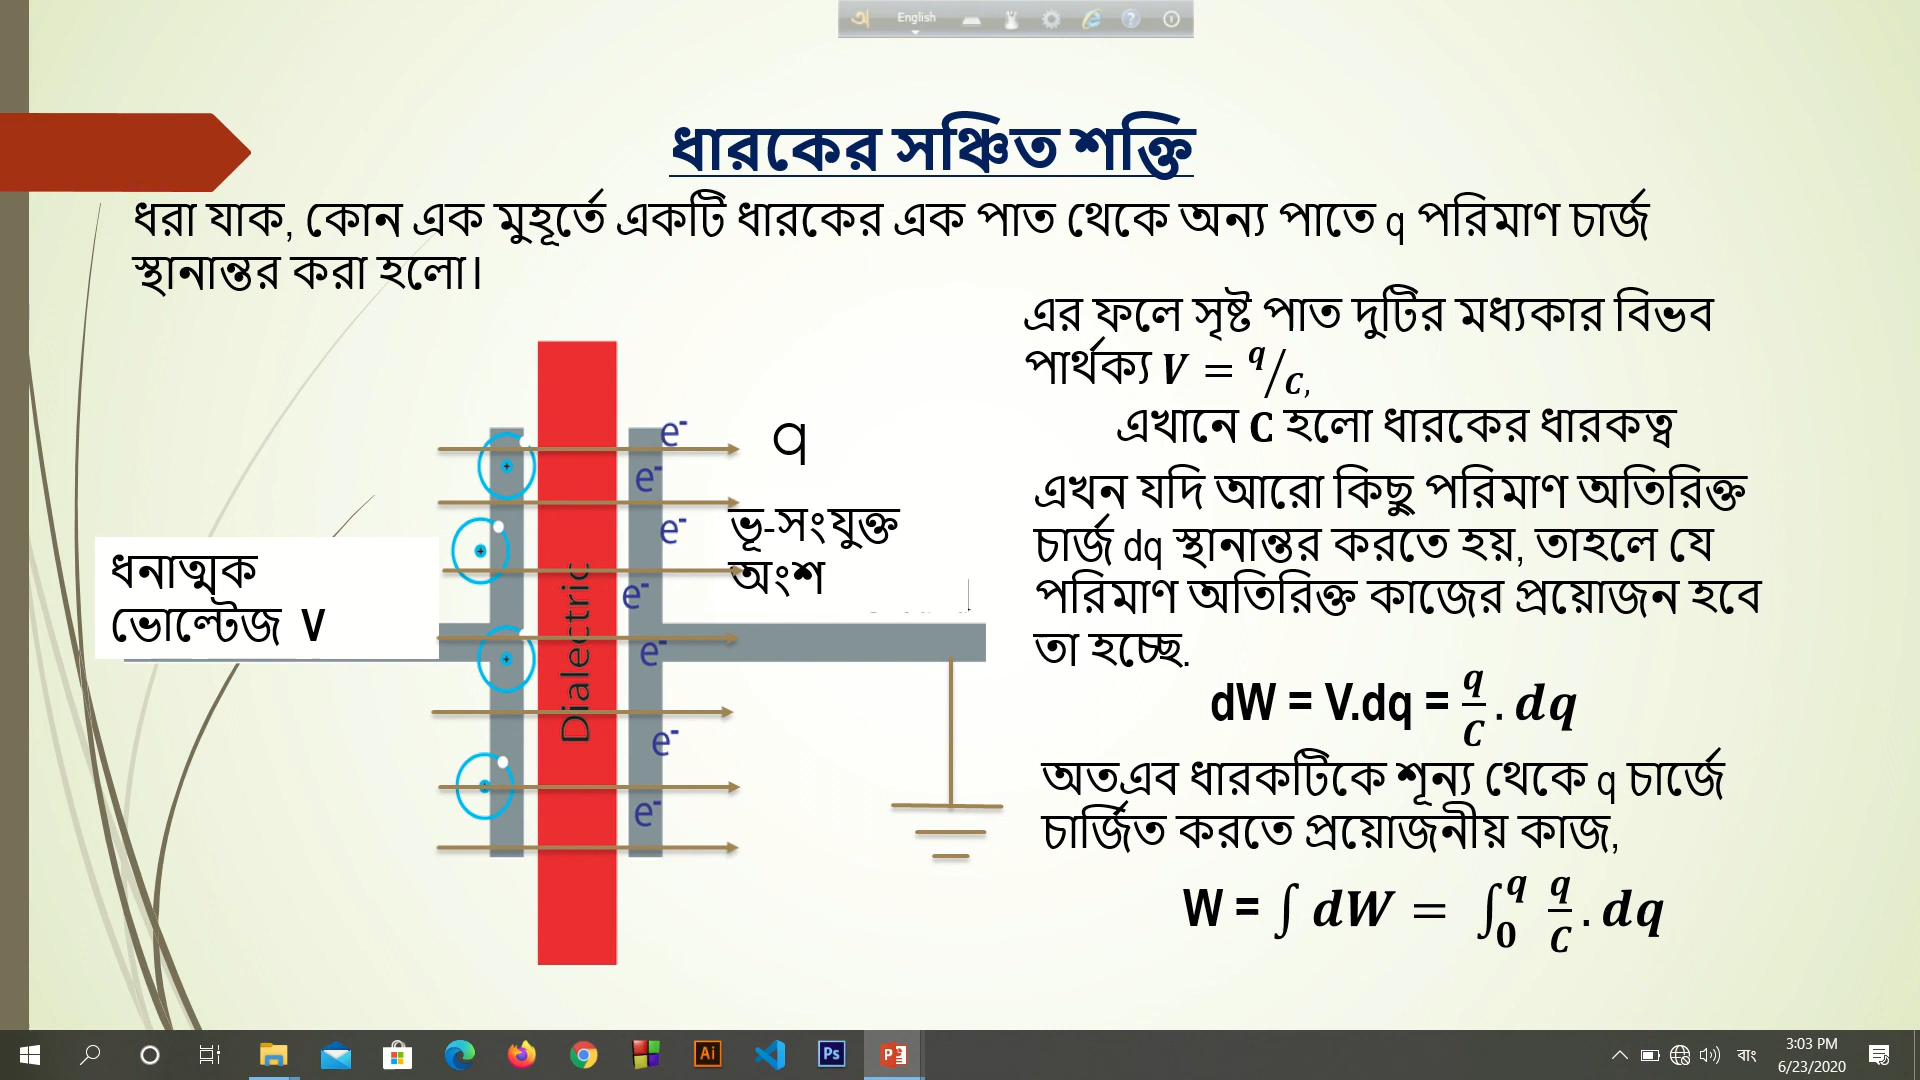 English
ধারকের সঞ্চিত শক্তি
ধরা যাক, কোন এক মুহূর্তে একটি ধারকের এক পাত থেকে অন্য পাতে q পরিমাণ চার্জ
স্থানান্তর করা হলো।
এর ফলে সৃষ্ট পাত দুটির মধ্যকার বিভব
পার্থক্য V = q/C,
এখানে C হলো ধারকের ধারকত্ব
এখন যদি আরো কিছু পরিমাণ অতিরিক্ত
চার্জ dq স্থানান্তর করতে হয়, তাহলে যে
পরিমাণ অতিরিক্ত কাজের প্রয়োজন হবে
তা হচ্ছে.
dW = V.dq = q/C . dq
অতএব ধারকটিকে শূন্য থেকে q চার্জে
চার্জিত করতে প্রয়োজনীয় কাজ,
W = ∫ dW = ∫₀^q q/C . dq
q
ভূ-সংযুক্ত
অংশ
ধনাত্মক
ভোল্টেজ V
Dialectric
e-
e-
e-
e-
e-
e-
e-
Ai
Ps
P
বাং
3:03 PM
6/23/2020